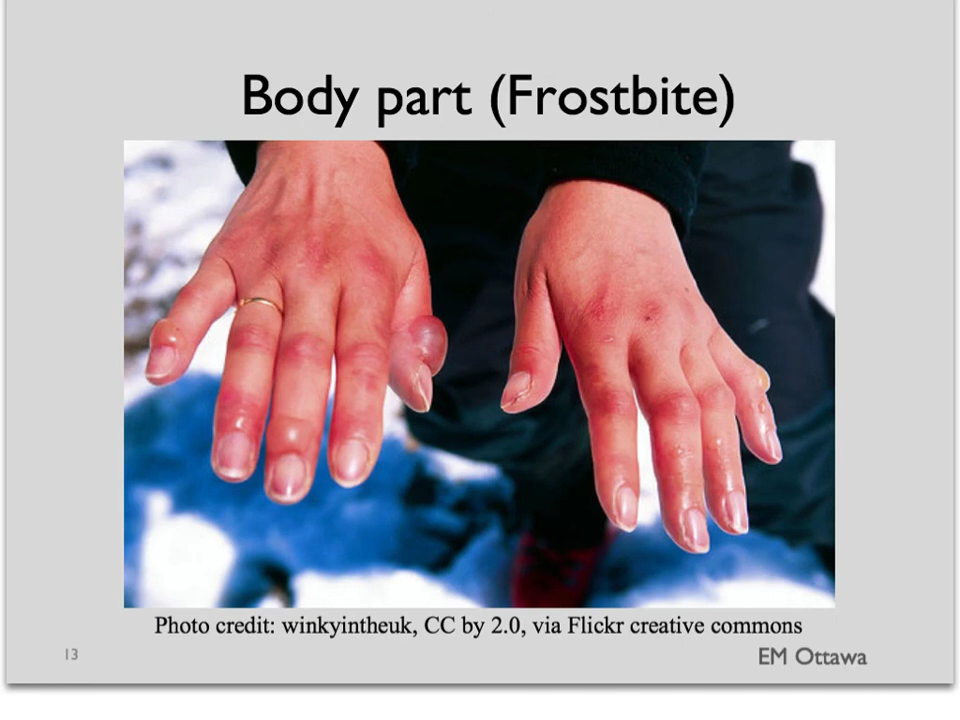 Body part (Frostbite)
Photo credit: winkyintheuk, CC by 2.0, via Flickr creative commons
13
EM Ottawa